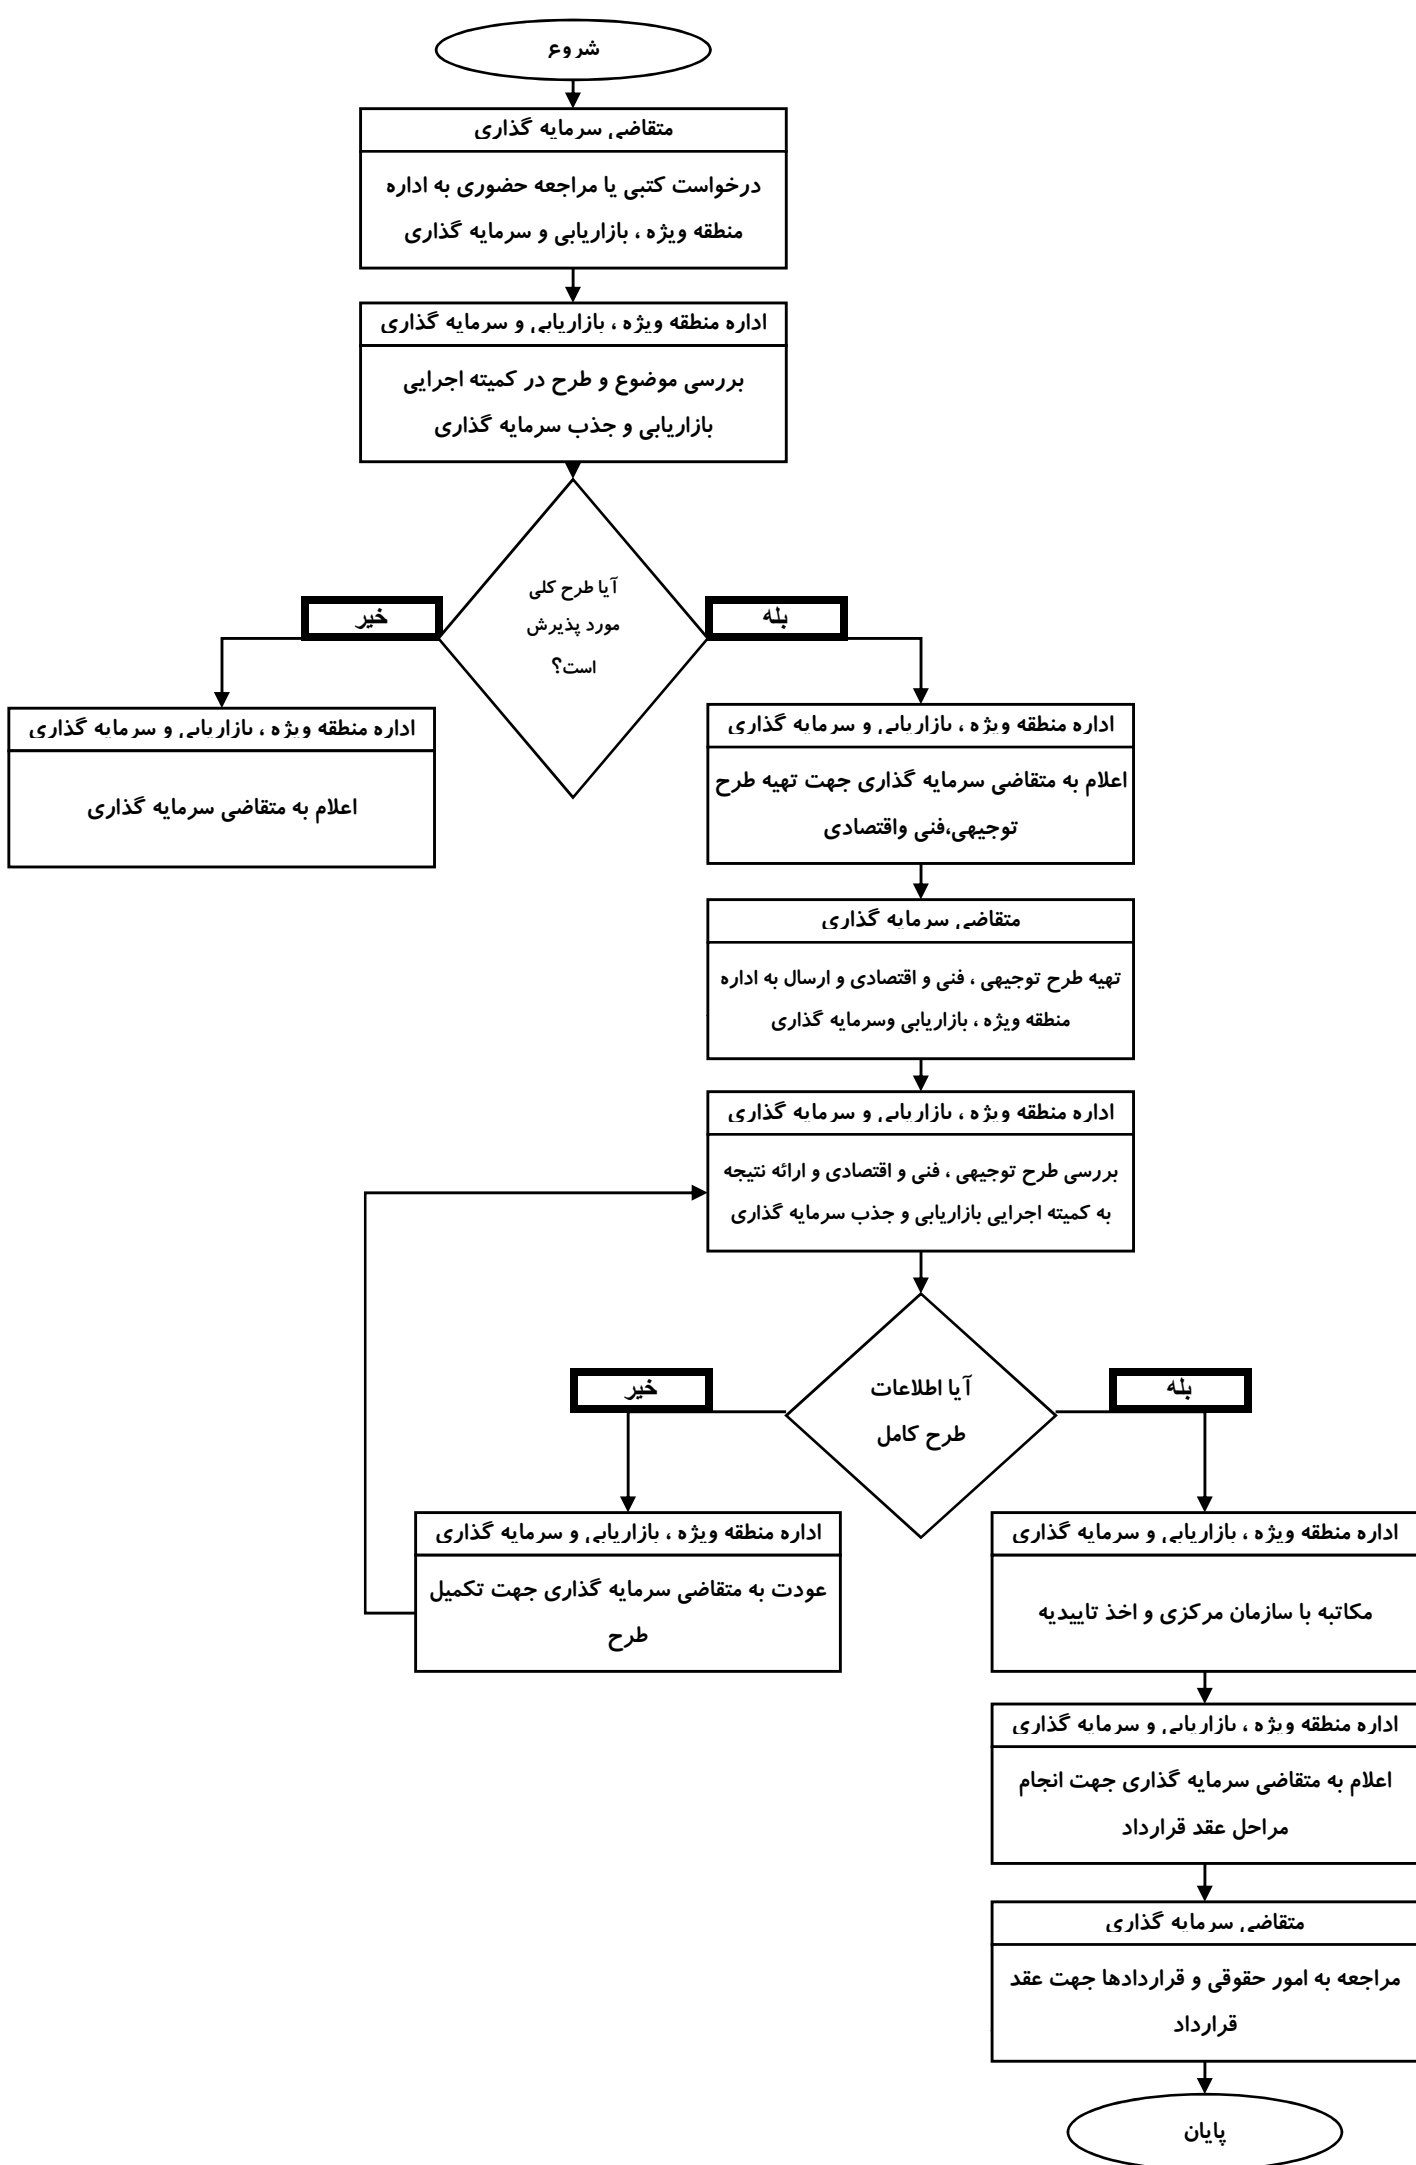 شروع
متقاضی سرمایه گذاری
درخواست کتبی یا مراجعه حضوری به اداره
منطقه ویژه ، بازاریابی و سرمایه گذاری
اداره منطقه ویژه ، بازاریابی و سرمایه گذاری
بررسی موضوع و طرح در کمیته اجرایی
بازاریابی و جذب سرمایه گذاری
آیا طرح کلی
مورد پذیرش
است؟
بله
خیر
اداره منطقه ویژه ، بازاریابی و سرمایه گذاری
اعلام به متقاضی سرمایه گذاری
اداره منطقه ویژه ، بازاریابی و سرمایه گذاری
اعلام به متقاضی سرمایه گذاری جهت تهیه طرح
توجیهی،فنی واقتصادی
متقاضی سرمایه گذاری
تهیه طرح توجیهی ، فنی و اقتصادی و ارسال به اداره
منطقه ویژه ، بازاریابی وسرمایه گذاری
اداره منطقه ویژه ، بازاریابی و سرمایه گذاری
بررسی طرح توجیهی ، فنی و اقتصادی و ارائه نتیجه
به کمیته اجرایی بازاریابی و جذب سرمایه گذاری
آیا اطلاعات
طرح کامل
بله
خیر
اداره منطقه ویژه ، بازاریابی و سرمایه گذاری
عودت به متقاضی سرمایه گذاری جهت تکمیل
طرح
اداره منطقه ویژه ، بازاریابی و سرمایه گذاری
مکاتبه با سازمان مرکزی و اخذ تاییدیه
اداره منطقه ویژه ، بازاریابی و سرمایه گذاری
اعلام به متقاضی سرمایه گذاری جهت انجام
مراحل عقد قرارداد
متقاضی سرمایه گذاری
مراجعه به امور حقوقی و قراردادها جهت عقد
قرارداد
پایان